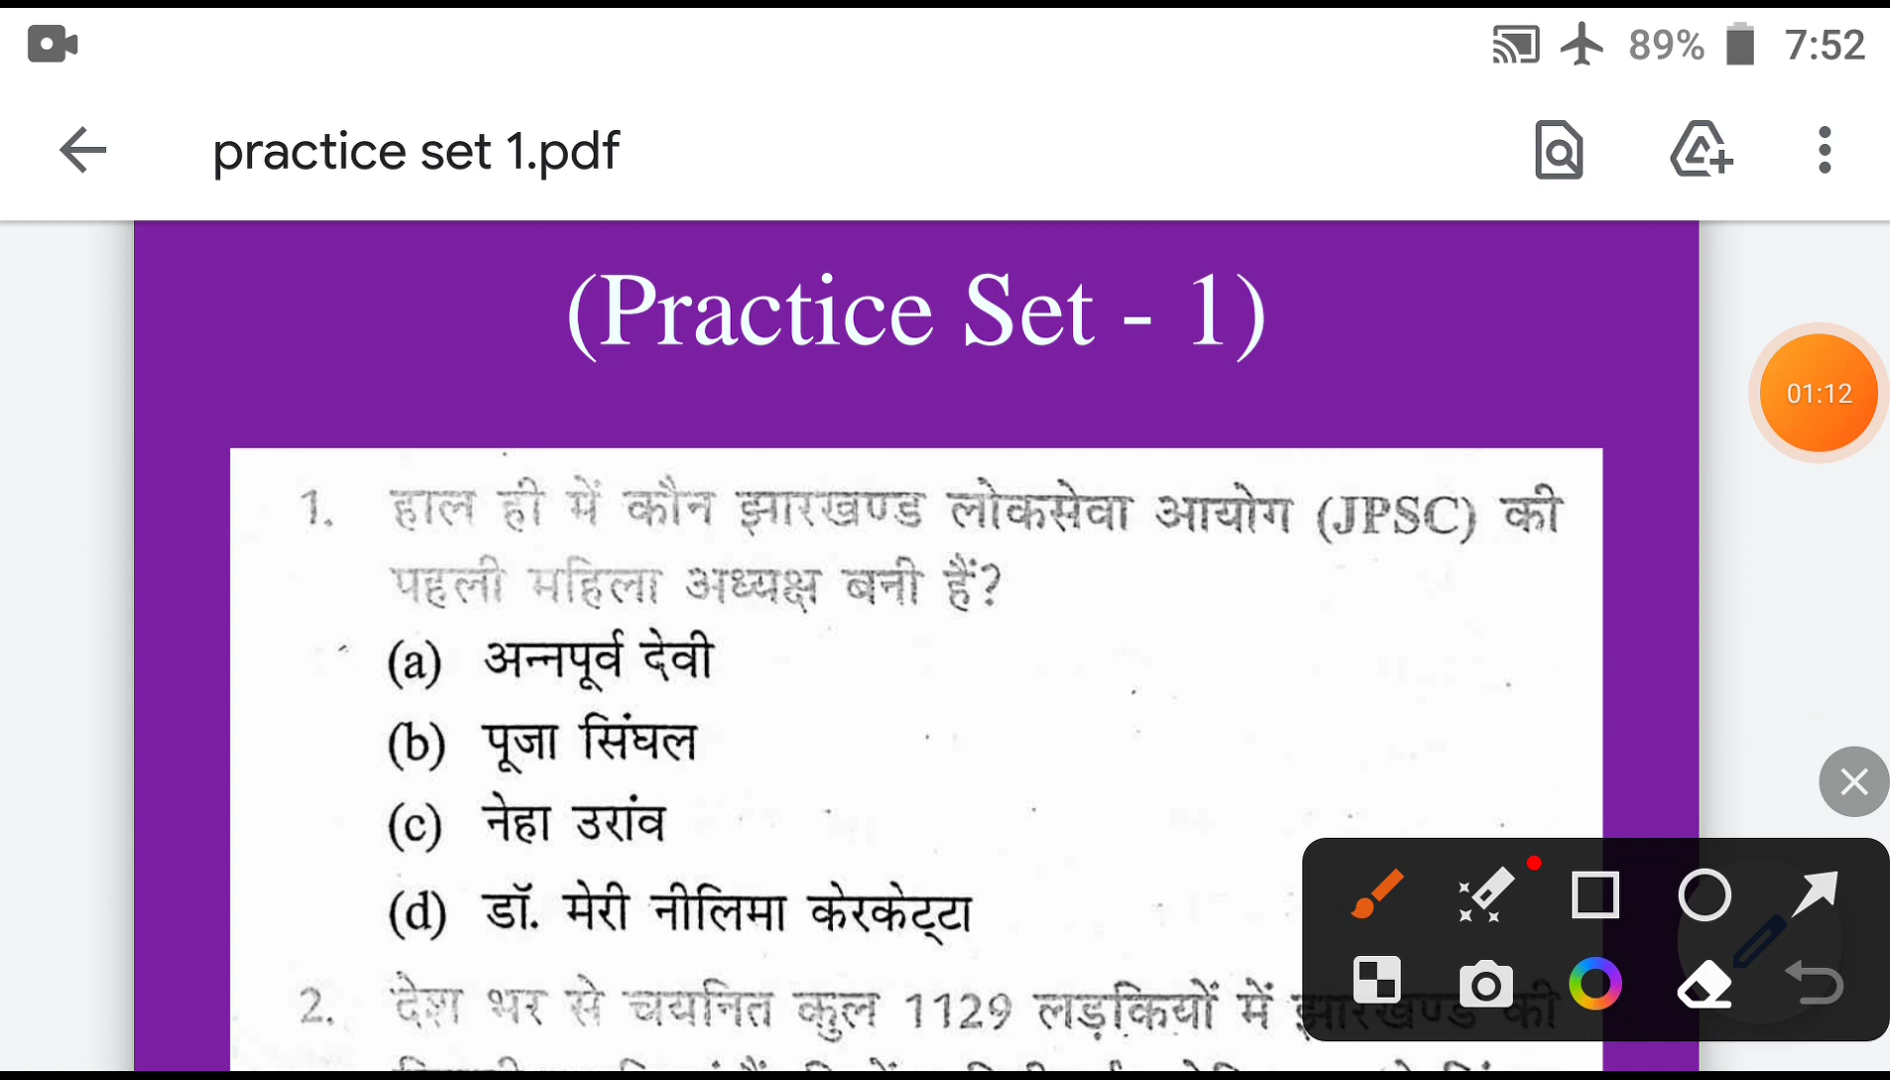 89% 7:52
practice set 1.pdf
(Practice Set - 1)
01:12
1. हाल ही में कौन झारखण्ड लोकसेवा आयोग (JPSC) की
पहली महिला अध्यक्ष बनी हैं?
(a) अन्नपूर्व देवी
(b) पूजा सिंघल
(c) नेहा उरांव
(d) डॉ. मेरी नीलिमा केरकेट्टा
2. देश भर से चयनित कुल 1129 लड़कियों में झारखण्ड की